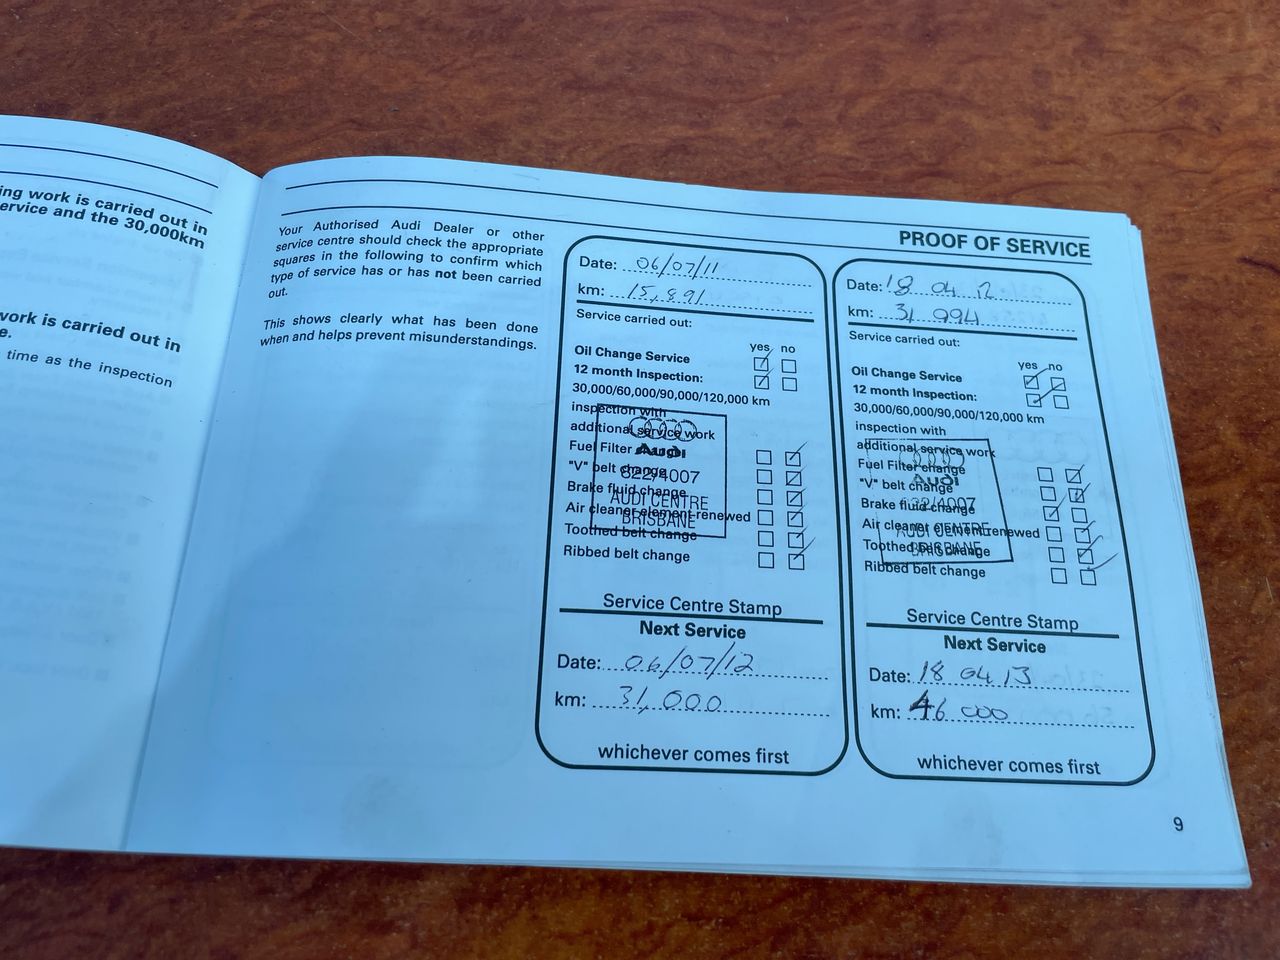 ing work is carried out in
ervice and the 30,000km
work is carried out in
e.
time as the inspection
Your Authorised Audi Dealer or other
service centre should check the appropriate
squares in the following to confirm which
type of service has or has not been carried
out.
This shows clearly what has been done
when and helps prevent misunderstandings.
PROOF OF SERVICE
Date: 06/07/11
km: 15,891
Service carried out:
yes no
Oil Change Service
12 month Inspection:
30,000/60,000/90,000/120,000 km
inspection with
additional service work
Fuel Filter change
"V" belt change
Brake fluid change
Air cleaner element renewed
Toothed belt change
Ribbed belt change
Audi
822/4007
AUDI CENTRE
BRISBANE
Service Centre Stamp
Next Service
Date: 06/07/12
km: 31,000
whichever comes first
Date: 18 04 12
km: 31 994
Service carried out:
yes no
Oil Change Service
12 month Inspection:
30,000/60,000/90,000/120,000 km
inspection with
additional service work
Fuel Filter change
"V" belt change
Brake fluid change
Air cleaner element renewed
Toothed belt change
Ribbed belt change
Audi
822/4007
AUDI CENTRE
BRISBANE
Service Centre Stamp
Next Service
Date: 18 04 13
km: 46 000
whichever comes first
9